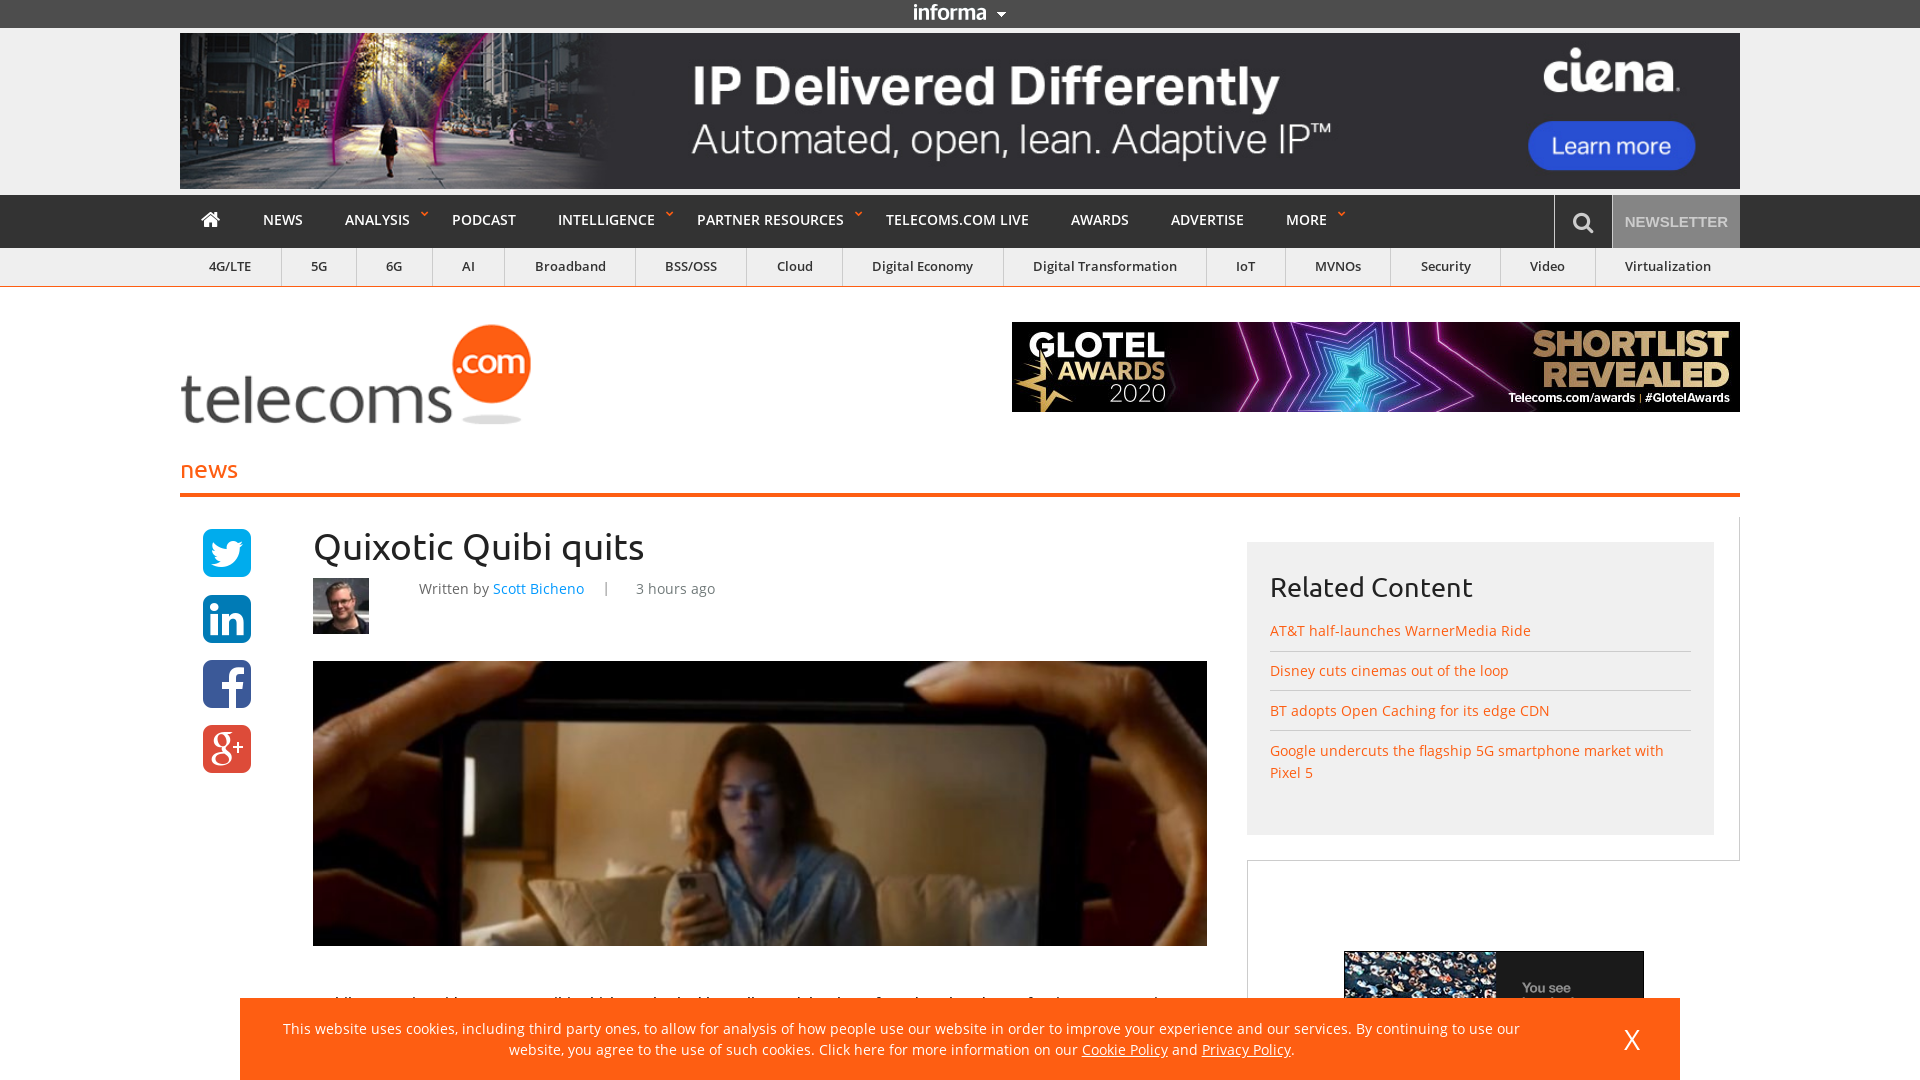 informa
IP Delivered Differently
Automated, open, lean. Adaptive IP™
ciena
Learn more
NEWS
ANALYSIS
PODCAST
INTELLIGENCE
PARTNER RESOURCES
TELECOMS.COM LIVE
AWARDS
ADVERTISE
MORE
NEWSLETTER
4G/LTE
5G
6G
AI
Broadband
BSS/OSS
Cloud
Digital Economy
Digital Transformation
IoT
MVNOs
Security
Video
Virtualization
telecoms.com
GLOTEL
AWARDS
2020
SHORTLIST
REVEALED
Telecoms.com/awards | #GlotelAwards
news
Quixotic Quibi quits
Written by Scott Bicheno | 3 hours ago
Related Content
AT&T half-launches WarnerMedia Ride
Disney cuts cinemas out of the loop
BT adopts Open Caching for its edge CDN
Google undercuts the flagship 5G smartphone market with
Pixel 5
You see
This website uses cookies, including third party ones, to allow for analysis of how people use our website in order to improve your experience and our services. By continuing to use our
website, you agree to the use of such cookies. Click here for more information on our Cookie Policy and Privacy Policy.
X